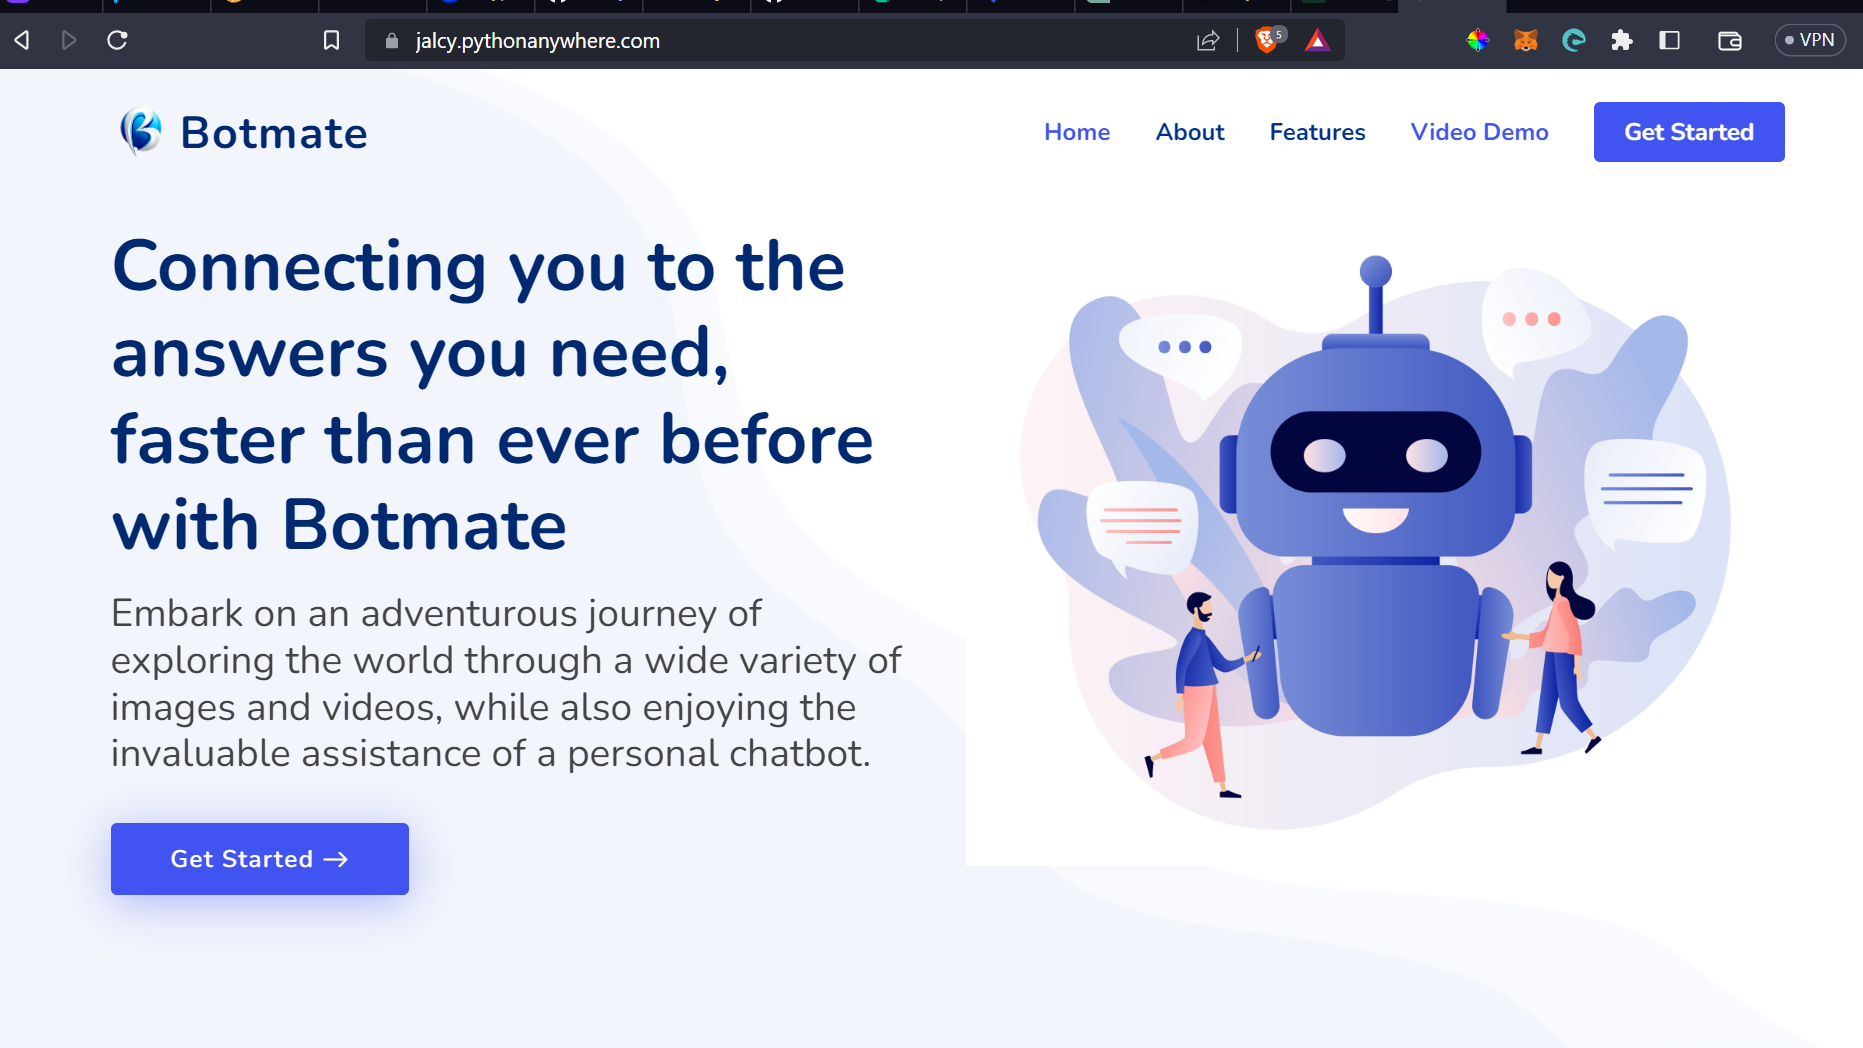 jalcy.pythonanywhere.com
5
VPN
Botmate
Home
About
Features
Video Demo
Get Started
Connecting you to the
answers you need,
faster than ever before
with Botmate
Embark on an adventurous journey of
exploring the world through a wide variety of
images and videos, while also enjoying the
invaluable assistance of a personal chatbot.
Get Started →